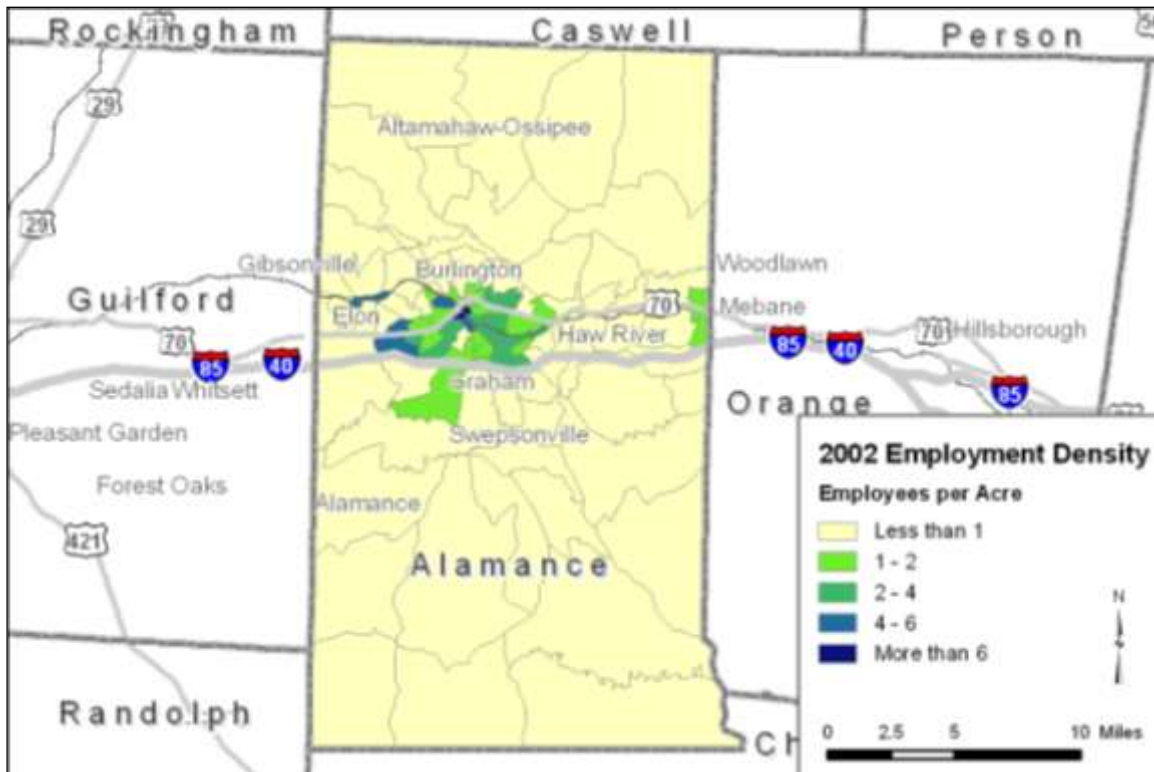 Rockingham
Caswell
Person
29
Altamahaw-Ossipee
29
Gibsonville
Burlington
Woodlawn
Guilford
Elon
70
Mebane
70
Haw River
70
Hillsborough
85
40
85
40
85
Sedalia
Whitsett
Graham
Orange
Pleasant Garden
Swepsonville
Forest Oaks
Alamance
421
Alamance
Randolph
2002 Employment Density
Employees per Acre
Less than 1
1 - 2
2 - 4
4 - 6
More than 6
N
0 2.5 5 10 Miles
Ch